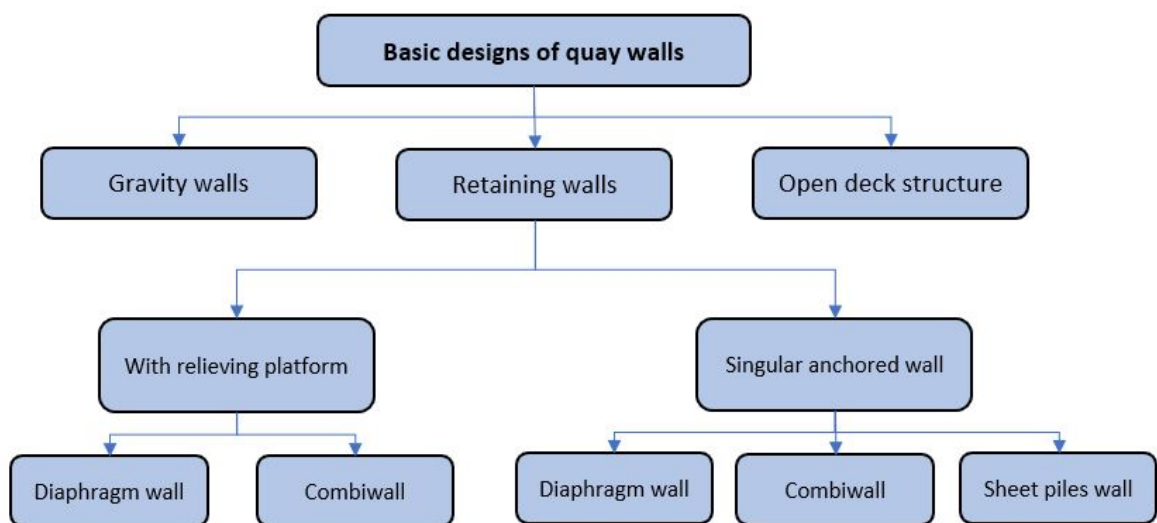 Basic designs of quay walls
Gravity walls
Retaining walls
Open deck structure
With relieving platform
Singular anchored wall
Diaphragm wall
Combiwall
Diaphragm wall
Combiwall
Sheet piles wall